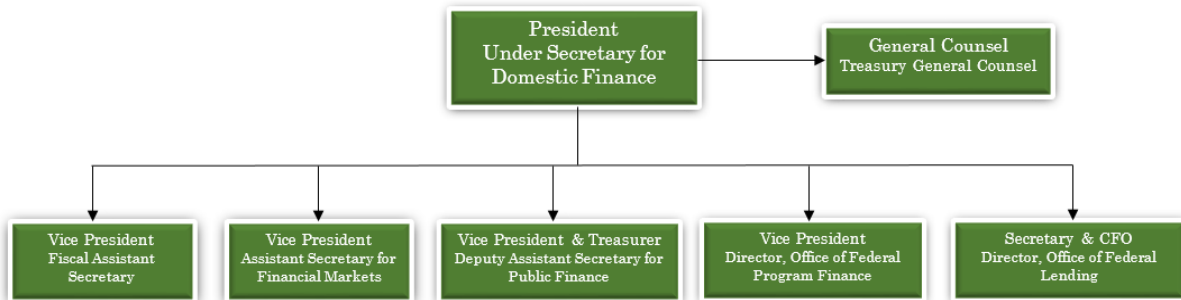 President
Under Secretary for
Domestic Finance
General Counsel
Treasury General Counsel
Vice President
Fiscal Assistant
Secretary
Vice President
Assistant Secretary for
Financial Markets
Vice President & Treasurer
Deputy Assistant Secretary for
Public Finance
Vice President
Director, Office of Federal
Program Finance
Secretary & CFO
Director, Office of Federal
Lending